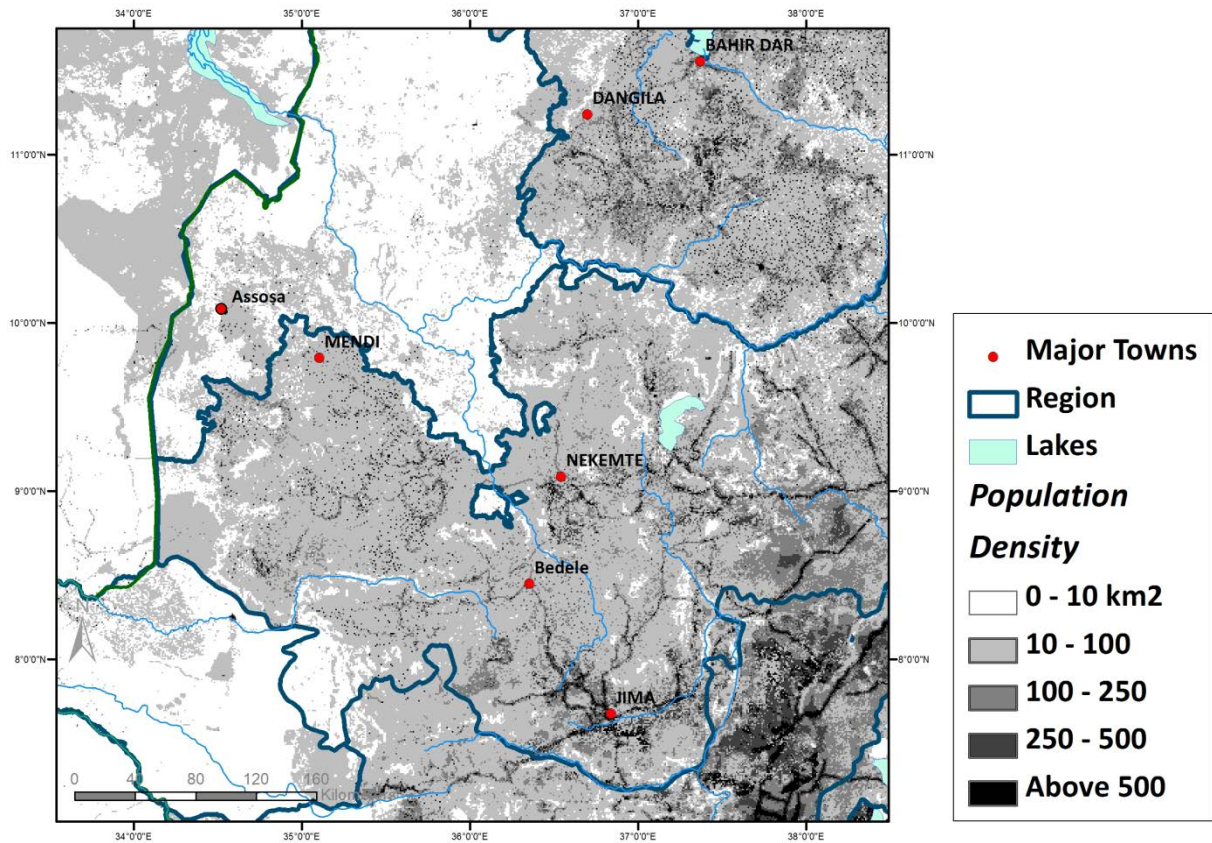 34°0'0"E 35°0'0"E 36°0'0"E 37°0'0"E 38°0'0"E
BAHIR DAR
DANGILA
11°0'0"N 11°0'0"N
Assosa
10°0'0"N 10°0'0"N
MENDI
NEKEMTE
9°0'0"N 9°0'0"N
Bedele
N
8°0'0"N 8°0'0"N
JIMA
0 40 80 120 160
34°0'0"E 35°0'0"E 36°0'0"E 37°0'0"E 38°0'0"E
Major Towns
Region
Lakes
Population
Density
0 - 10 km2
10 - 100
100 - 250
250 - 500
Above 500